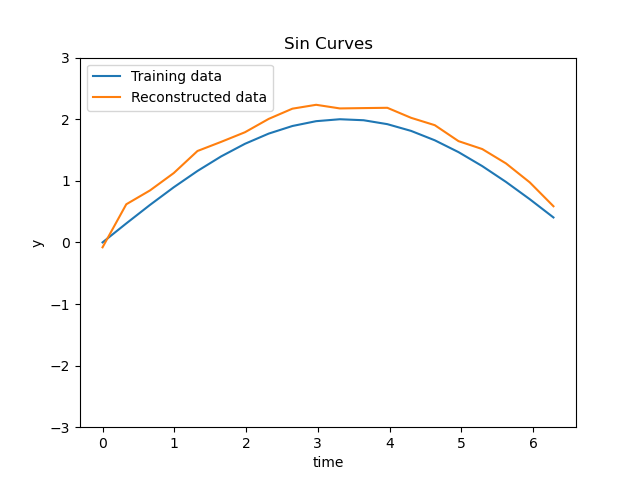 Sin Curves
Training data
Reconstructed data
3
2
1
0
−1
−2
−3
y
0 1 2 3 4 5 6
time